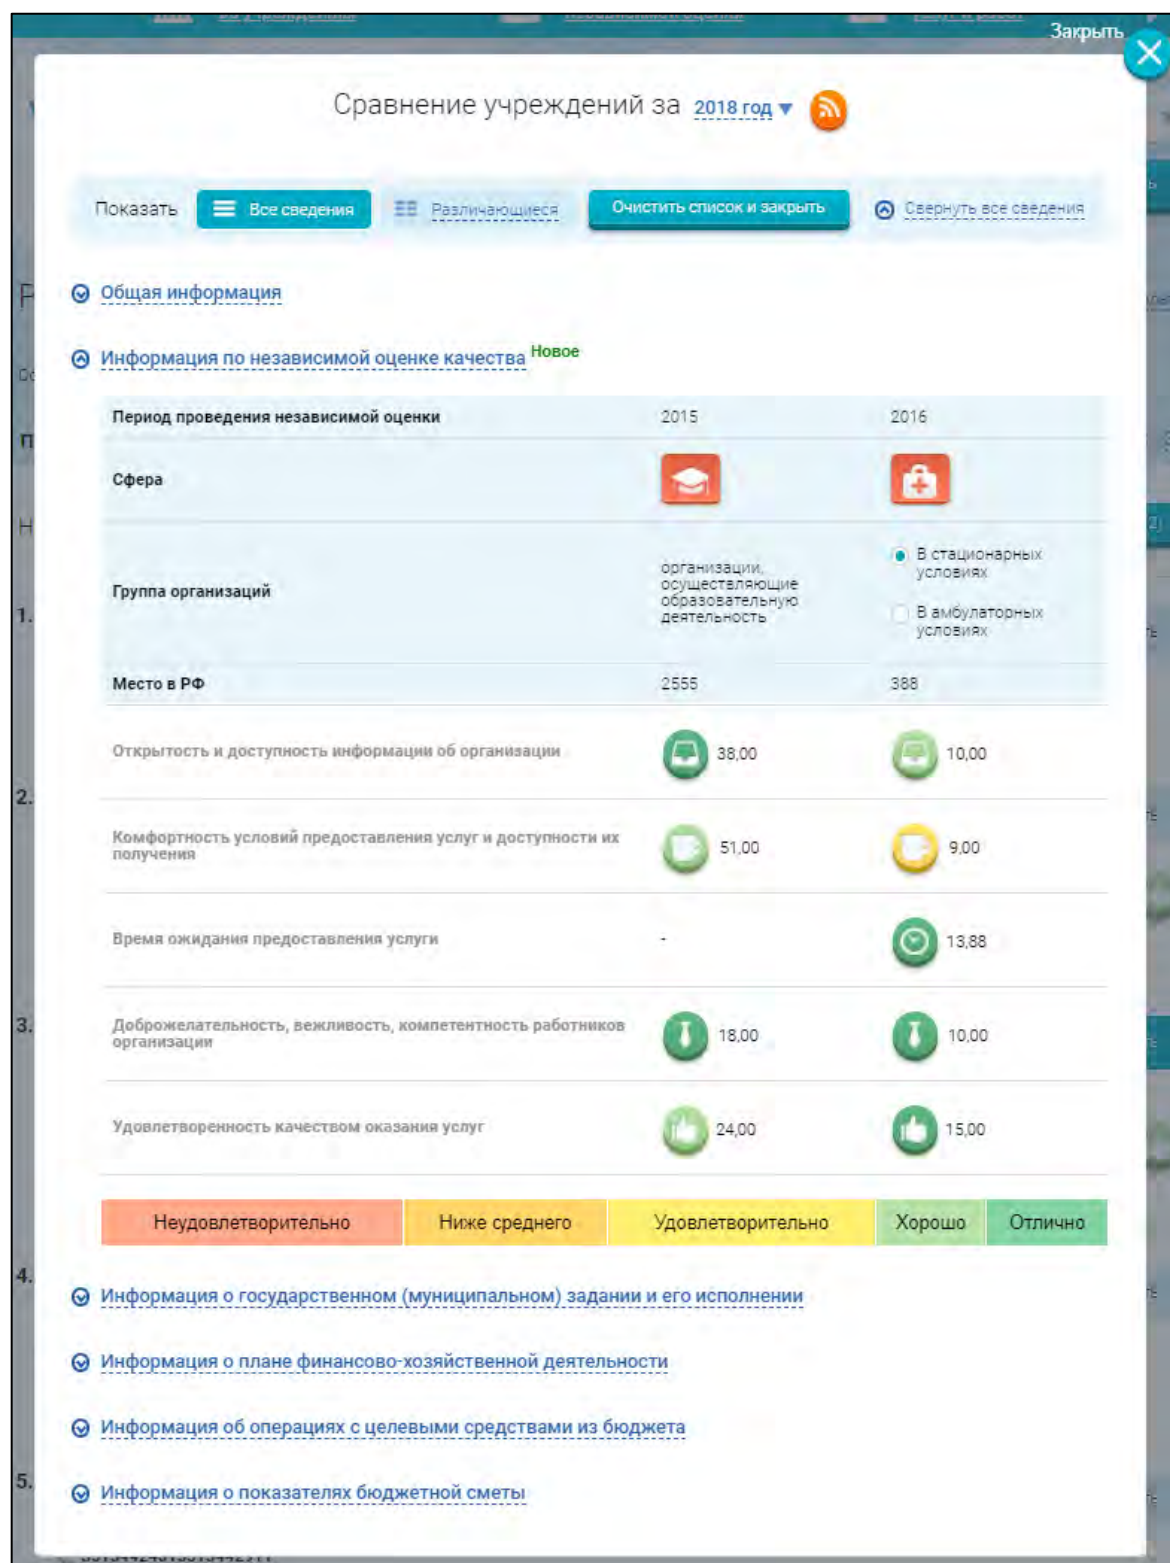 Закрыть
Сравнение учреждений за 2018 год
Показать Все сведения Различающиеся Очистить список и закрыть Свернуть все сведения
Общая информация
Информация по независимой оценке качества Новое
Период проведения независимой оценки 2015 2016
Сфера
Группа организаций
организации,
осуществляющие
образовательную
деятельность
В стационарных
условиях
В амбулаторных
условиях
Место в РФ 2555 388
Открытость и доступность информации об организации 38,00 10,00
Комфортность условий предоставления услуг и доступности их
получения
51,00 9,00
Время ожидания предоставления услуги - 13,88
Доброжелательность, вежливость, компетентность работников
организации
18,00 10,00
Удовлетворенность качеством оказания услуг 24,00 15,00
Неудовлетворительно Ниже среднего Удовлетворительно Хорошо Отлично
Информация о государственном (муниципальном) задании и его исполнении
Информация о плане финансово-хозяйственной деятельности
Информация об операциях с целевыми средствами из бюджета
Информация о показателях бюджетной сметы
1.
2.
3.
4.
5.